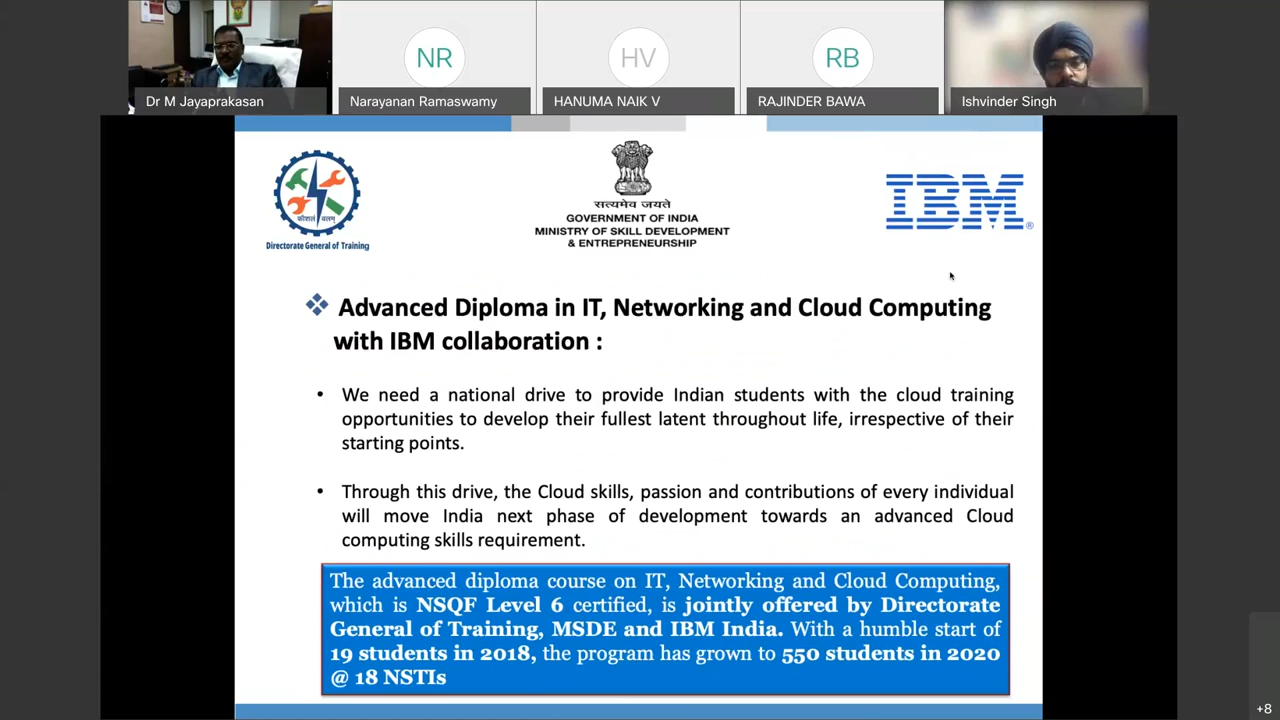 Dr M Jayaprakasan
NR
Narayanan Ramaswamy
HV
HANUMA NAIK V
RB
RAJINDER BAWA
Ishvinder Singh
कौशलं बलम्
Directorate General of Training
सत्यमेव जयते
GOVERNMENT OF INDIA
MINISTRY OF SKILL DEVELOPMENT
& ENTREPRENEURSHIP
IBM®
Advanced Diploma in IT, Networking and Cloud Computing
with IBM collaboration :
• We need a national drive to provide Indian students with the cloud training
opportunities to develop their fullest latent throughout life, irrespective of their
starting points.
• Through this drive, the Cloud skills, passion and contributions of every individual
will move India next phase of development towards an advanced Cloud
computing skills requirement.
The advanced diploma course on IT, Networking and Cloud Computing,
which is NSQF Level 6 certified, is jointly offered by Directorate
General of Training, MSDE and IBM India. With a humble start of
19 students in 2018, the program has grown to 550 students in 2020
@ 18 NSTIs
+8